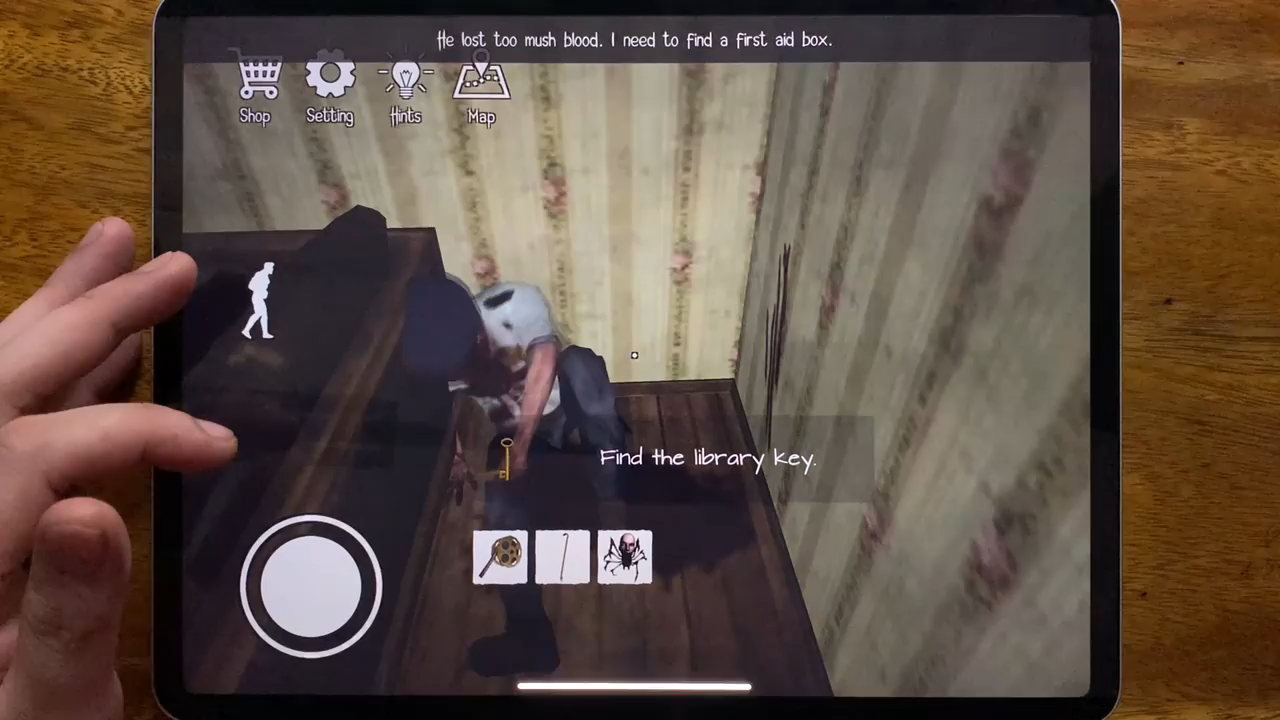 He lost too mush blood. I need to find a first aid box.
Shop
Setting
Hints
Map
Find the library key.